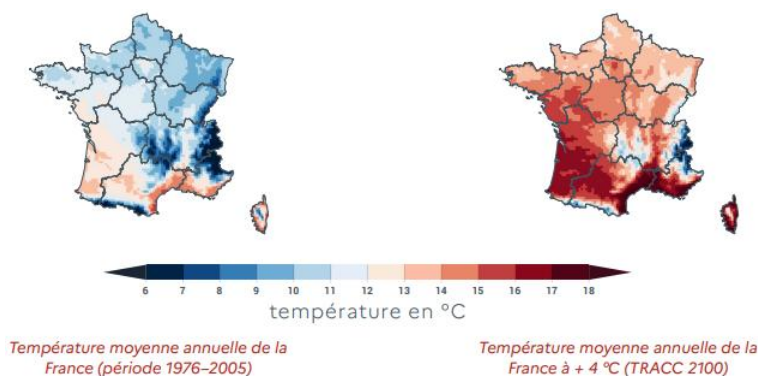 6 7 8 9 10 11 12 13 14 15 16 17 18
température en °C
Température moyenne annuelle de la
France (période 1976–2005)
Température moyenne annuelle de la
France à + 4 °C (TRACC 2100)